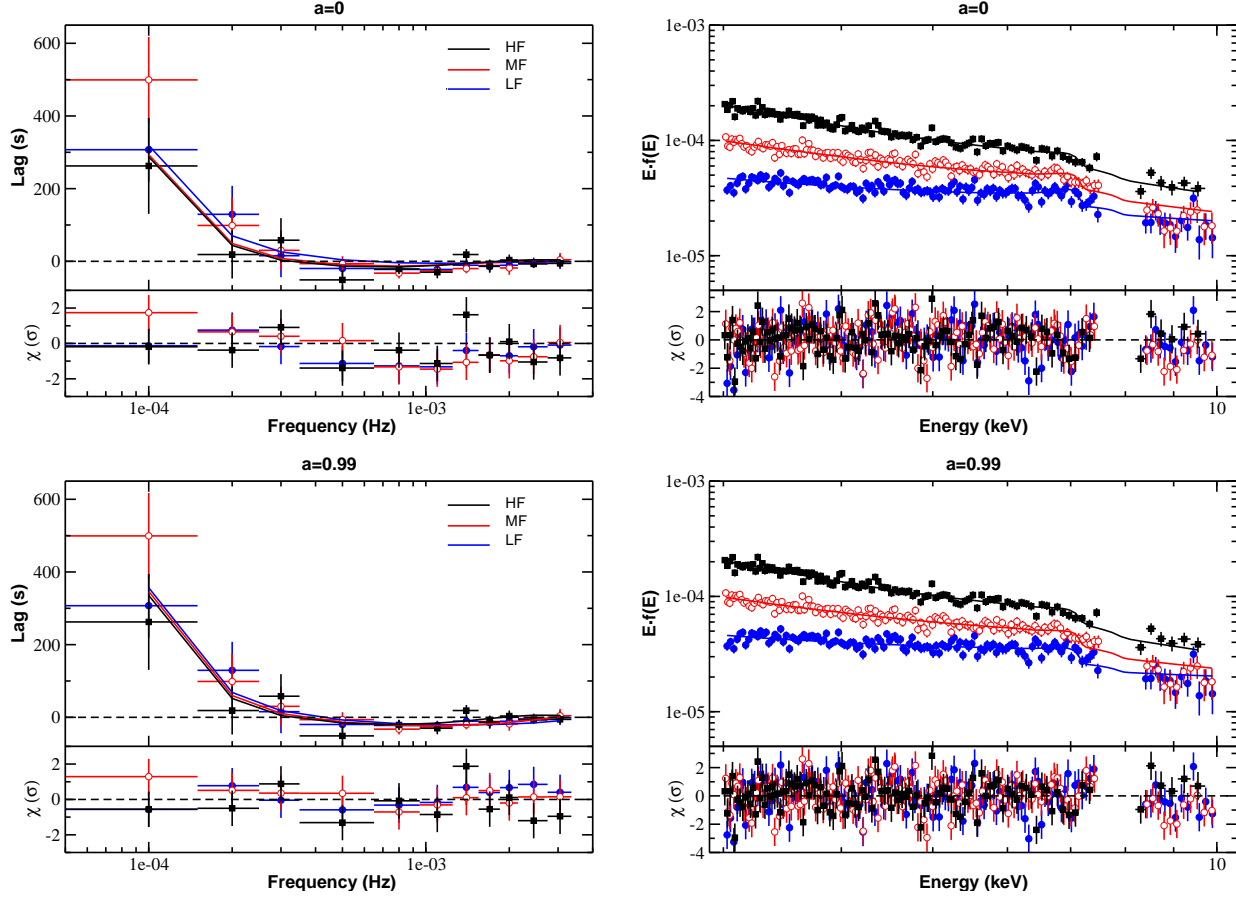 a=0
600
400
200
0
Lag (s)
HF
MF
LF
2
0
-2
χ (σ)
1e-04
1e-03
Frequency (Hz)
a=0
1e-03
1e-04
1e-05
E·f(E)
2
0
-2
-4
χ (σ)
10
Energy (keV)
a=0.99
600
400
200
0
Lag (s)
HF
MF
LF
2
0
-2
χ (σ)
1e-04
1e-03
Frequency (Hz)
a=0.99
1e-03
1e-04
1e-05
E·f(E)
2
0
-2
-4
χ (σ)
10
Energy (keV)